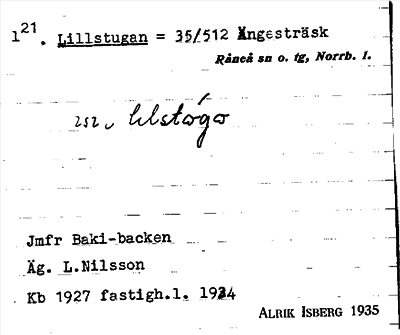 1²¹. Lillstugan = 35/512 Ängesträsk
Råneå sn o. tg, Norrb. l.
Jmfr Baki-backen
Äg. L.Nilsson
Kb 1927 fastigh.l. 1924
ALRIK ISBERG 1935